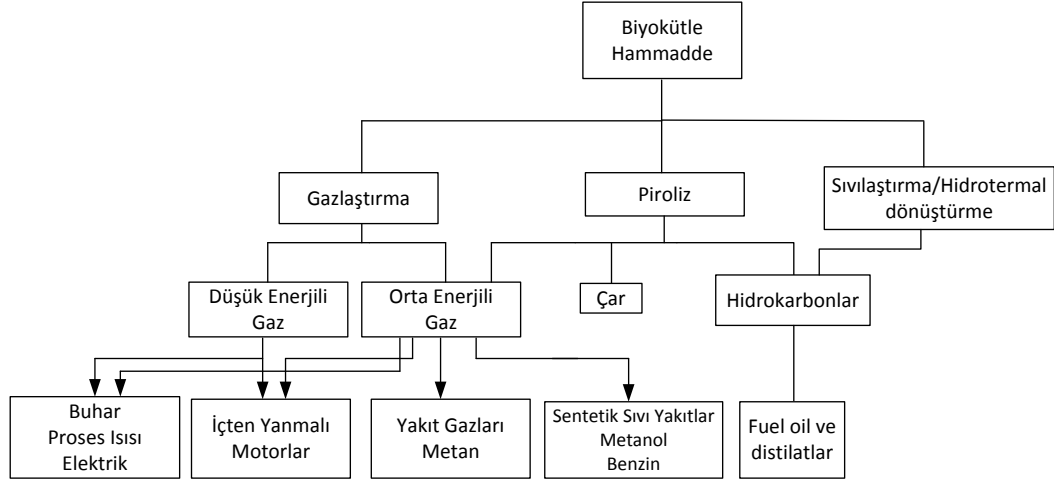 Biyokütle
Hammadde
Gazlaştırma
Piroliz
Sıvılaştırma/Hidrotermal
dönüştürme
Düşük Enerjili
Gaz
Orta Enerjili
Gaz
Çar
Hidrokarbonlar
Buhar
Proses Isısı
Elektrik
İçten Yanmalı
Motorlar
Yakıt Gazları
Metan
Sentetik Sıvı Yakıtlar
Metanol
Benzin
Fuel oil ve
distilatlar